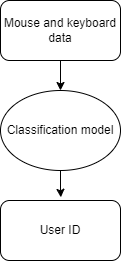 Mouse and keyboard
data
Classification model
User ID